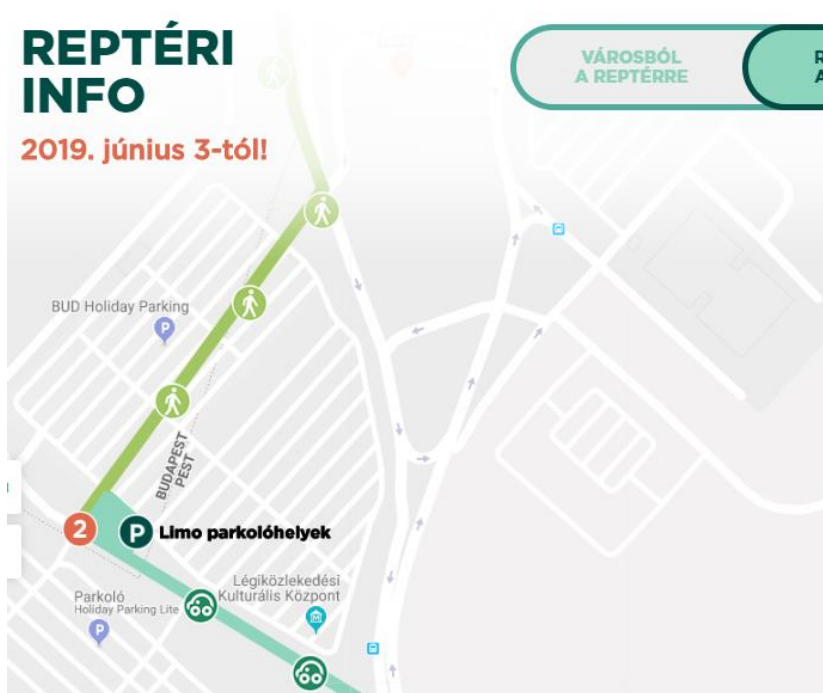 REPTÉRI
INFO
2019. június 3-tól!
VÁROSBÓL
A REPTÉRRE
R
A
BUD Holiday Parking
P
BUDAPEST
PEST
2
P
Limo parkolóhelyek
Légiközlekedési
Kulturális Központ
M
Parkoló
Holiday Parking Lite
P